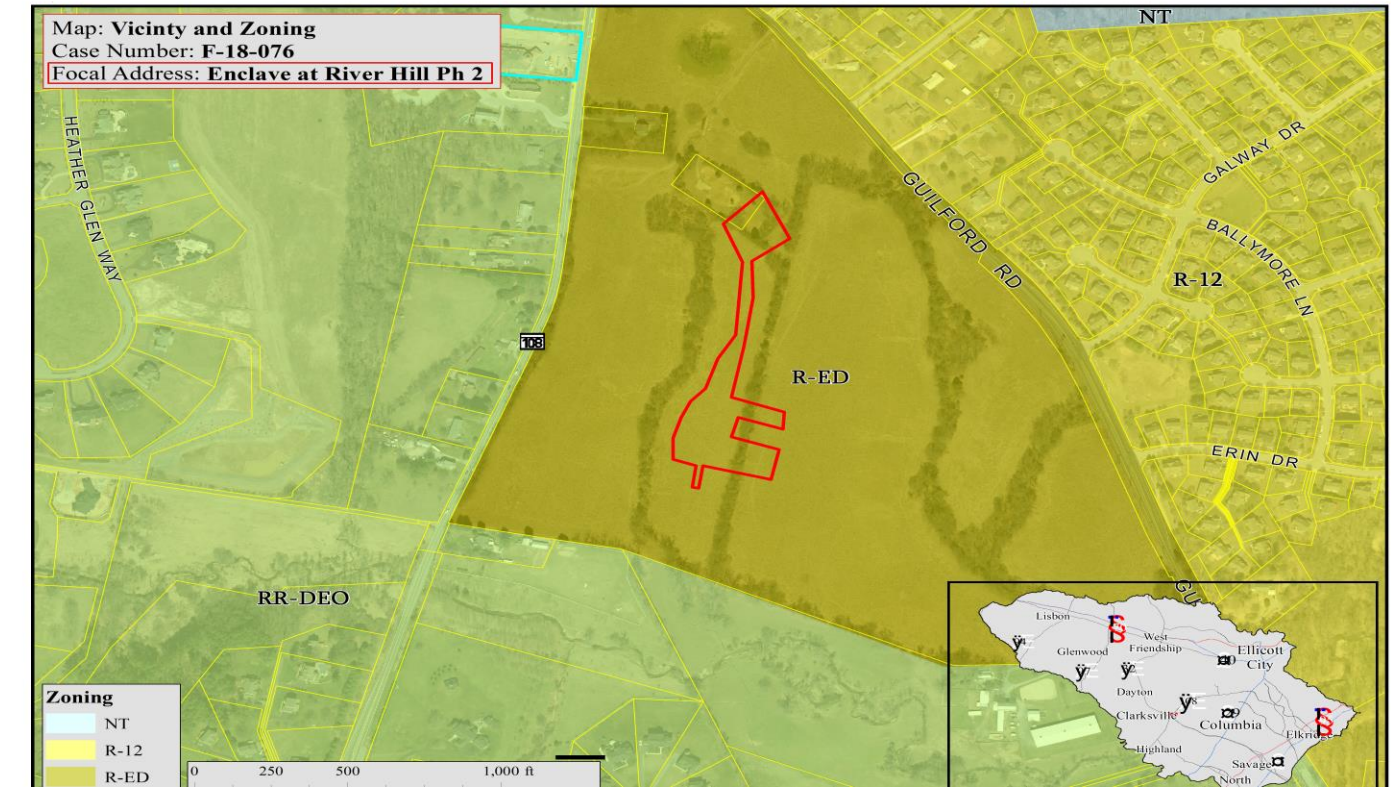 Map: Vicinty and Zoning
Case Number: F-18-076
Focal Address: Enclave at River Hill Ph 2
NT
HEATHER GLEN WAY
GUILFORD RD
GALWAY DR
BALLYMORE LN
R-12
108
R-ED
ERIN DR
RR-DEO
GU
Zoning
NT
R-12
R-ED
0 250 500 1,000 ft
Lisbon
West
Friendship
Glenwood
Ellicott
City
Dayton
Clarksville
Columbia
Elkridge
Highland
Savage
North